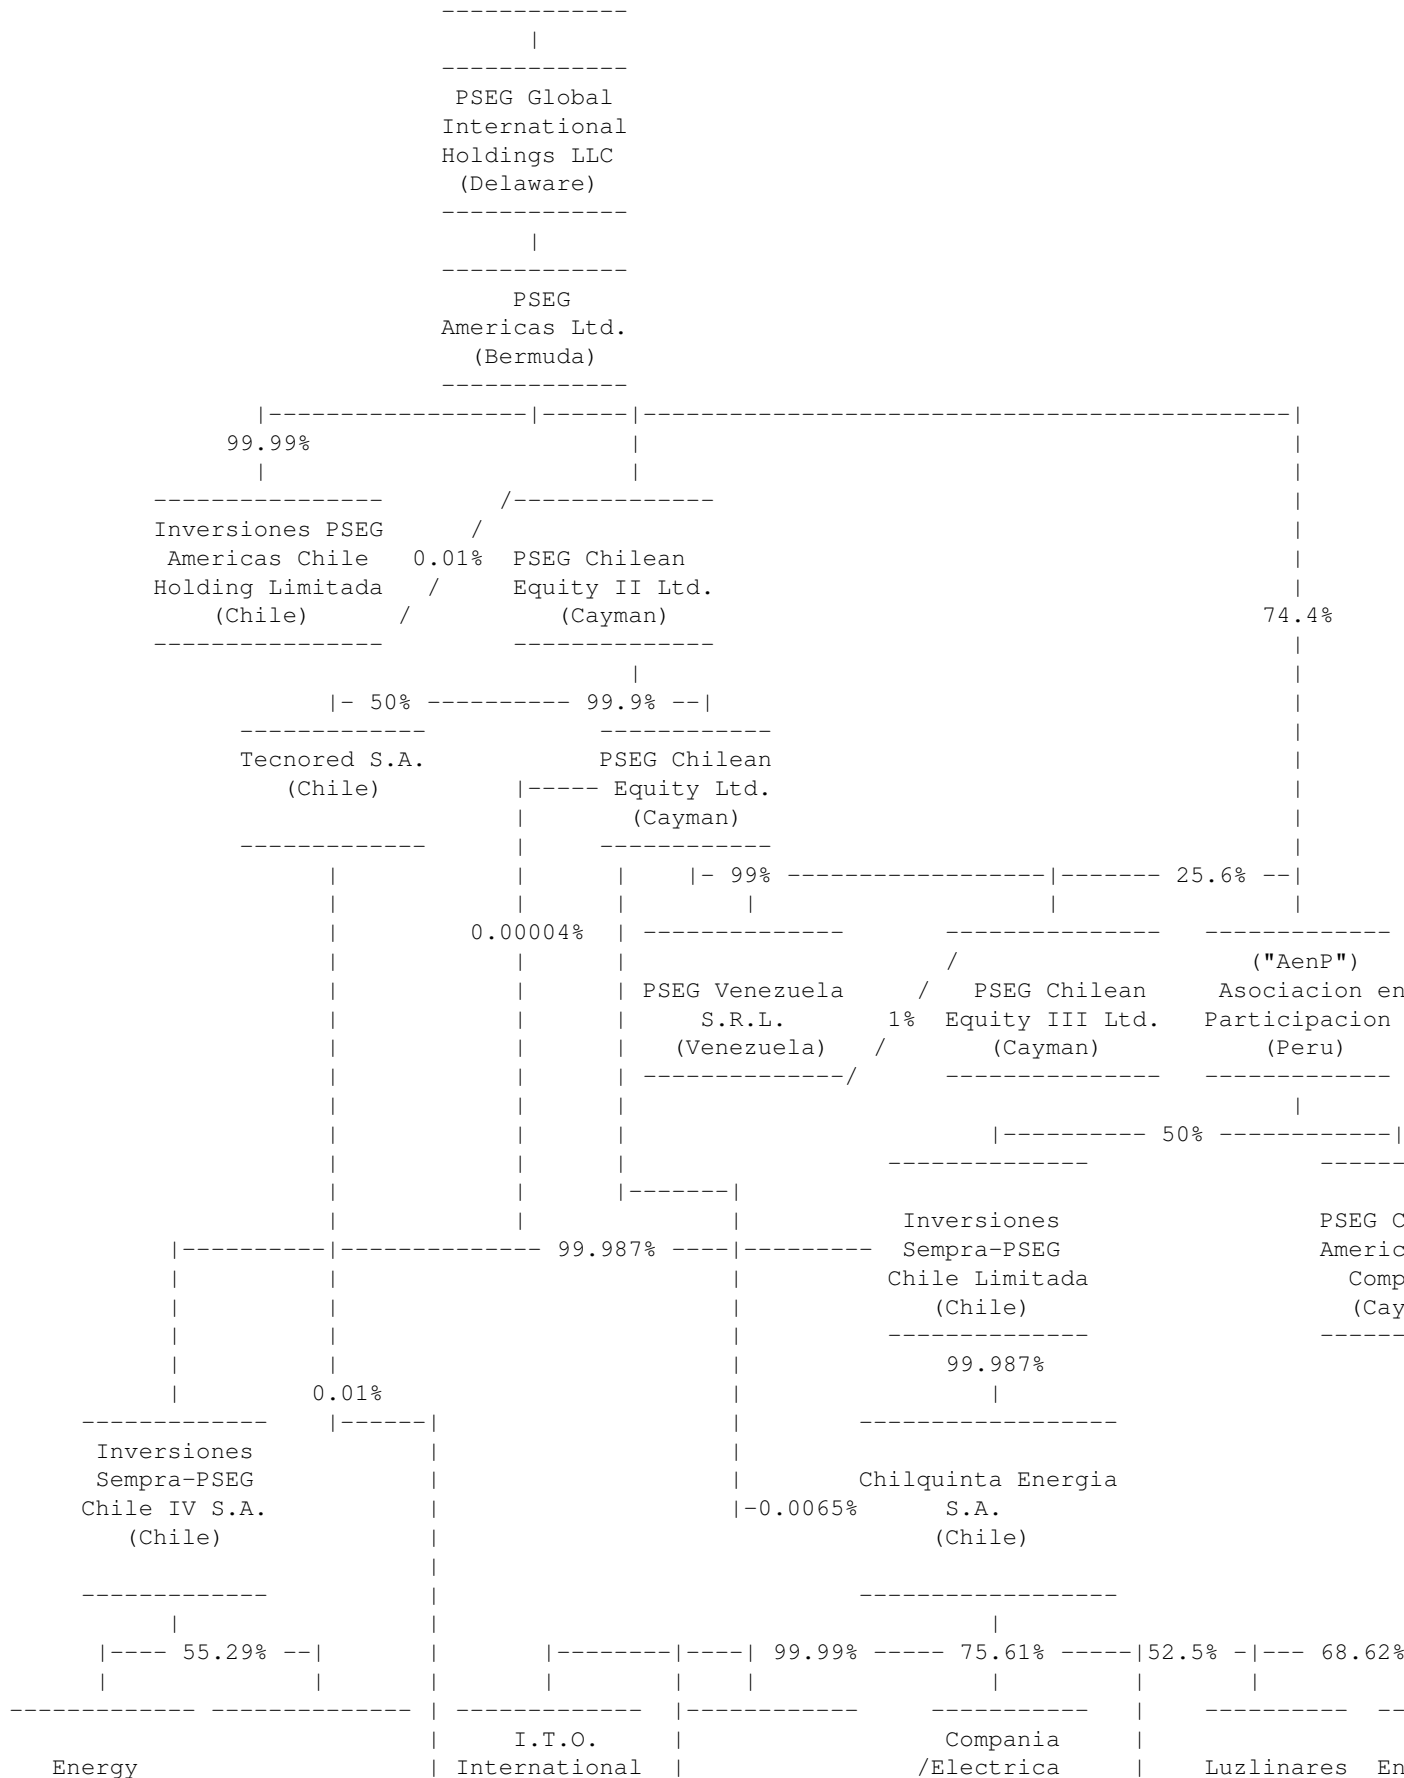 PSEG Global
International
Holdings LLC
(Delaware)
PSEG
Americas Ltd.
(Bermuda)
99.99%
Inversiones PSEG
Americas Chile 0.01% PSEG Chilean
Holding Limitada Equity II Ltd.
(Chile) (Cayman) 74.4%
50% 99.9%
Tecnored S.A. PSEG Chilean
(Chile) Equity Ltd.
(Cayman)
99% 25.6%
0.00004%
("AenP")
PSEG Venezuela PSEG Chilean Asociacion en
S.R.L. 1% Equity III Ltd. Participacion
(Venezuela) (Cayman) (Peru)
50%
Inversiones PSEG C
99.987% Sempra-PSEG Americ
Chile Limitada Comp
(Chile) (Cay
99.987%
0.01%
Inversiones
Sempra-PSEG Chilquinta Energia
Chile IV S.A. 0.0065% S.A.
(Chile) (Chile)
55.29% 99.99% 75.61% 52.5% 68.62%
I.T.O. Compania
Energy International /Electrica Luzlinares En